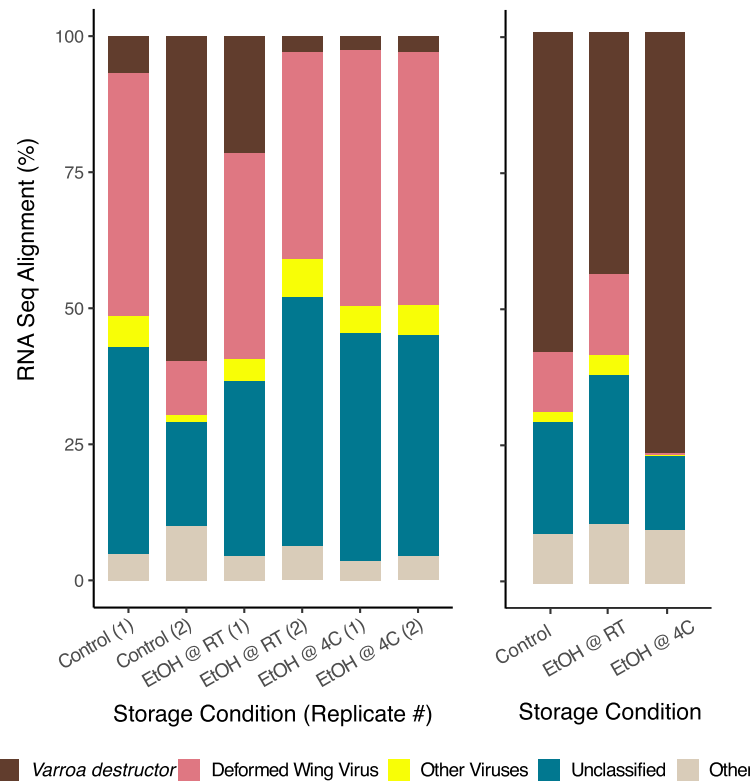 RNA Seq Alignment (%)
100
75
50
25
0
Control (1)
Control (2)
EtOH @ RT (1)
EtOH @ RT (2)
EtOH @ 4C (1)
EtOH @ 4C (2)
Storage Condition (Replicate #)
Control
EtOH @ RT
EtOH @ 4C
Storage Condition
Varroa destructor Deformed Wing Virus Other Viruses Unclassified Other